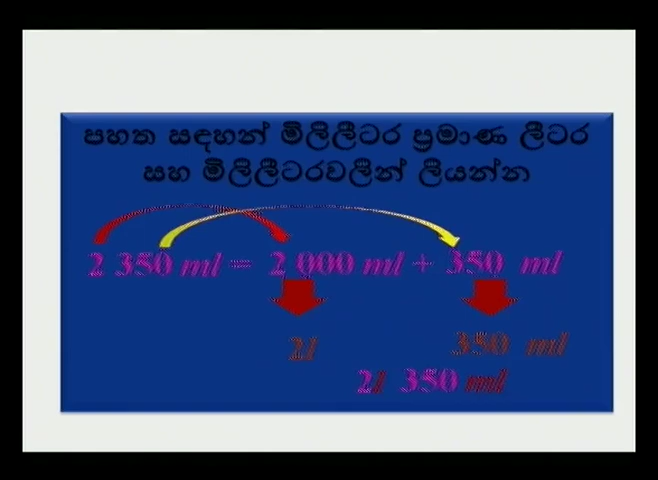 පහත සඳහන් මිලිලීටර ප්‍රමාණ ලීටර
සහ මිලිලීටරවලින් ලියන්න
2 350 ml = 2 000 ml + 350 ml
2l 350 ml
2l 350 ml